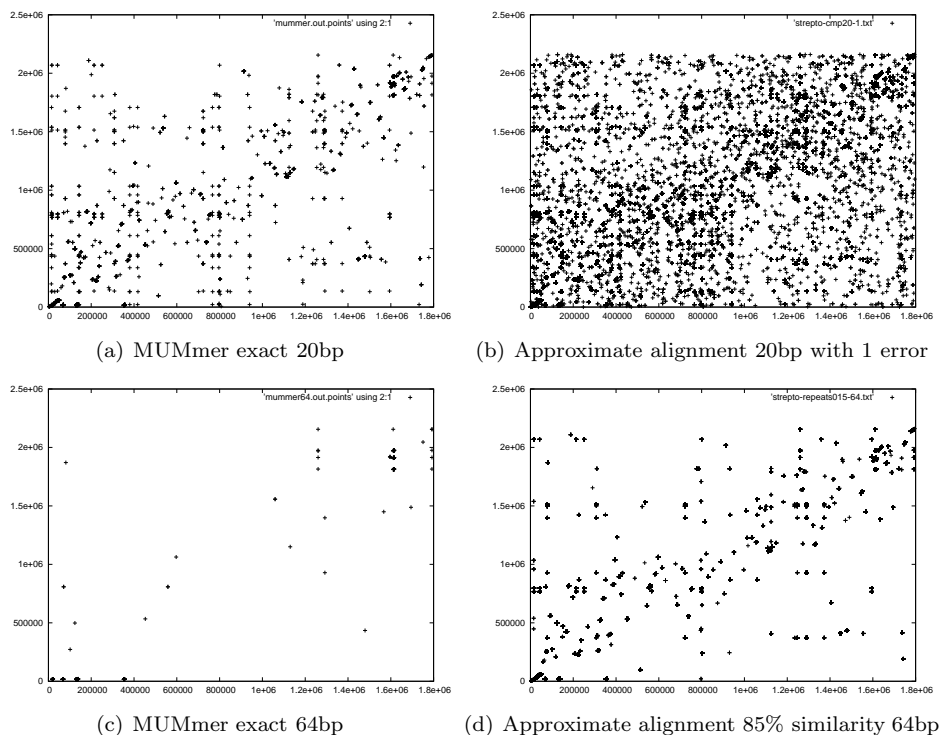 'mummer.out.points' using 2:1
2.5e+06
2e+06
1.5e+06
1e+06
500000
0
0 200000 400000 600000 800000 1e+06 1.2e+06 1.4e+06 1.6e+06 1.8e+06
(a) MUMmer exact 20bp
'strepto-cmp20-1.txt'
2.5e+06
2e+06
1.5e+06
1e+06
500000
0
0 200000 400000 600000 800000 1e+06 1.2e+06 1.4e+06 1.6e+06 1.8e+06
(b) Approximate alignment 20bp with 1 error
'mummer64.out.points' using 2:1
2.5e+06
2e+06
1.5e+06
1e+06
500000
0
0 200000 400000 600000 800000 1e+06 1.2e+06 1.4e+06 1.6e+06 1.8e+06
(c) MUMmer exact 64bp
'strepto-repeats015-64.txt'
2.5e+06
2e+06
1.5e+06
1e+06
500000
0
0 200000 400000 600000 800000 1e+06 1.2e+06 1.4e+06 1.6e+06 1.8e+06
(d) Approximate alignment 85% similarity 64bp